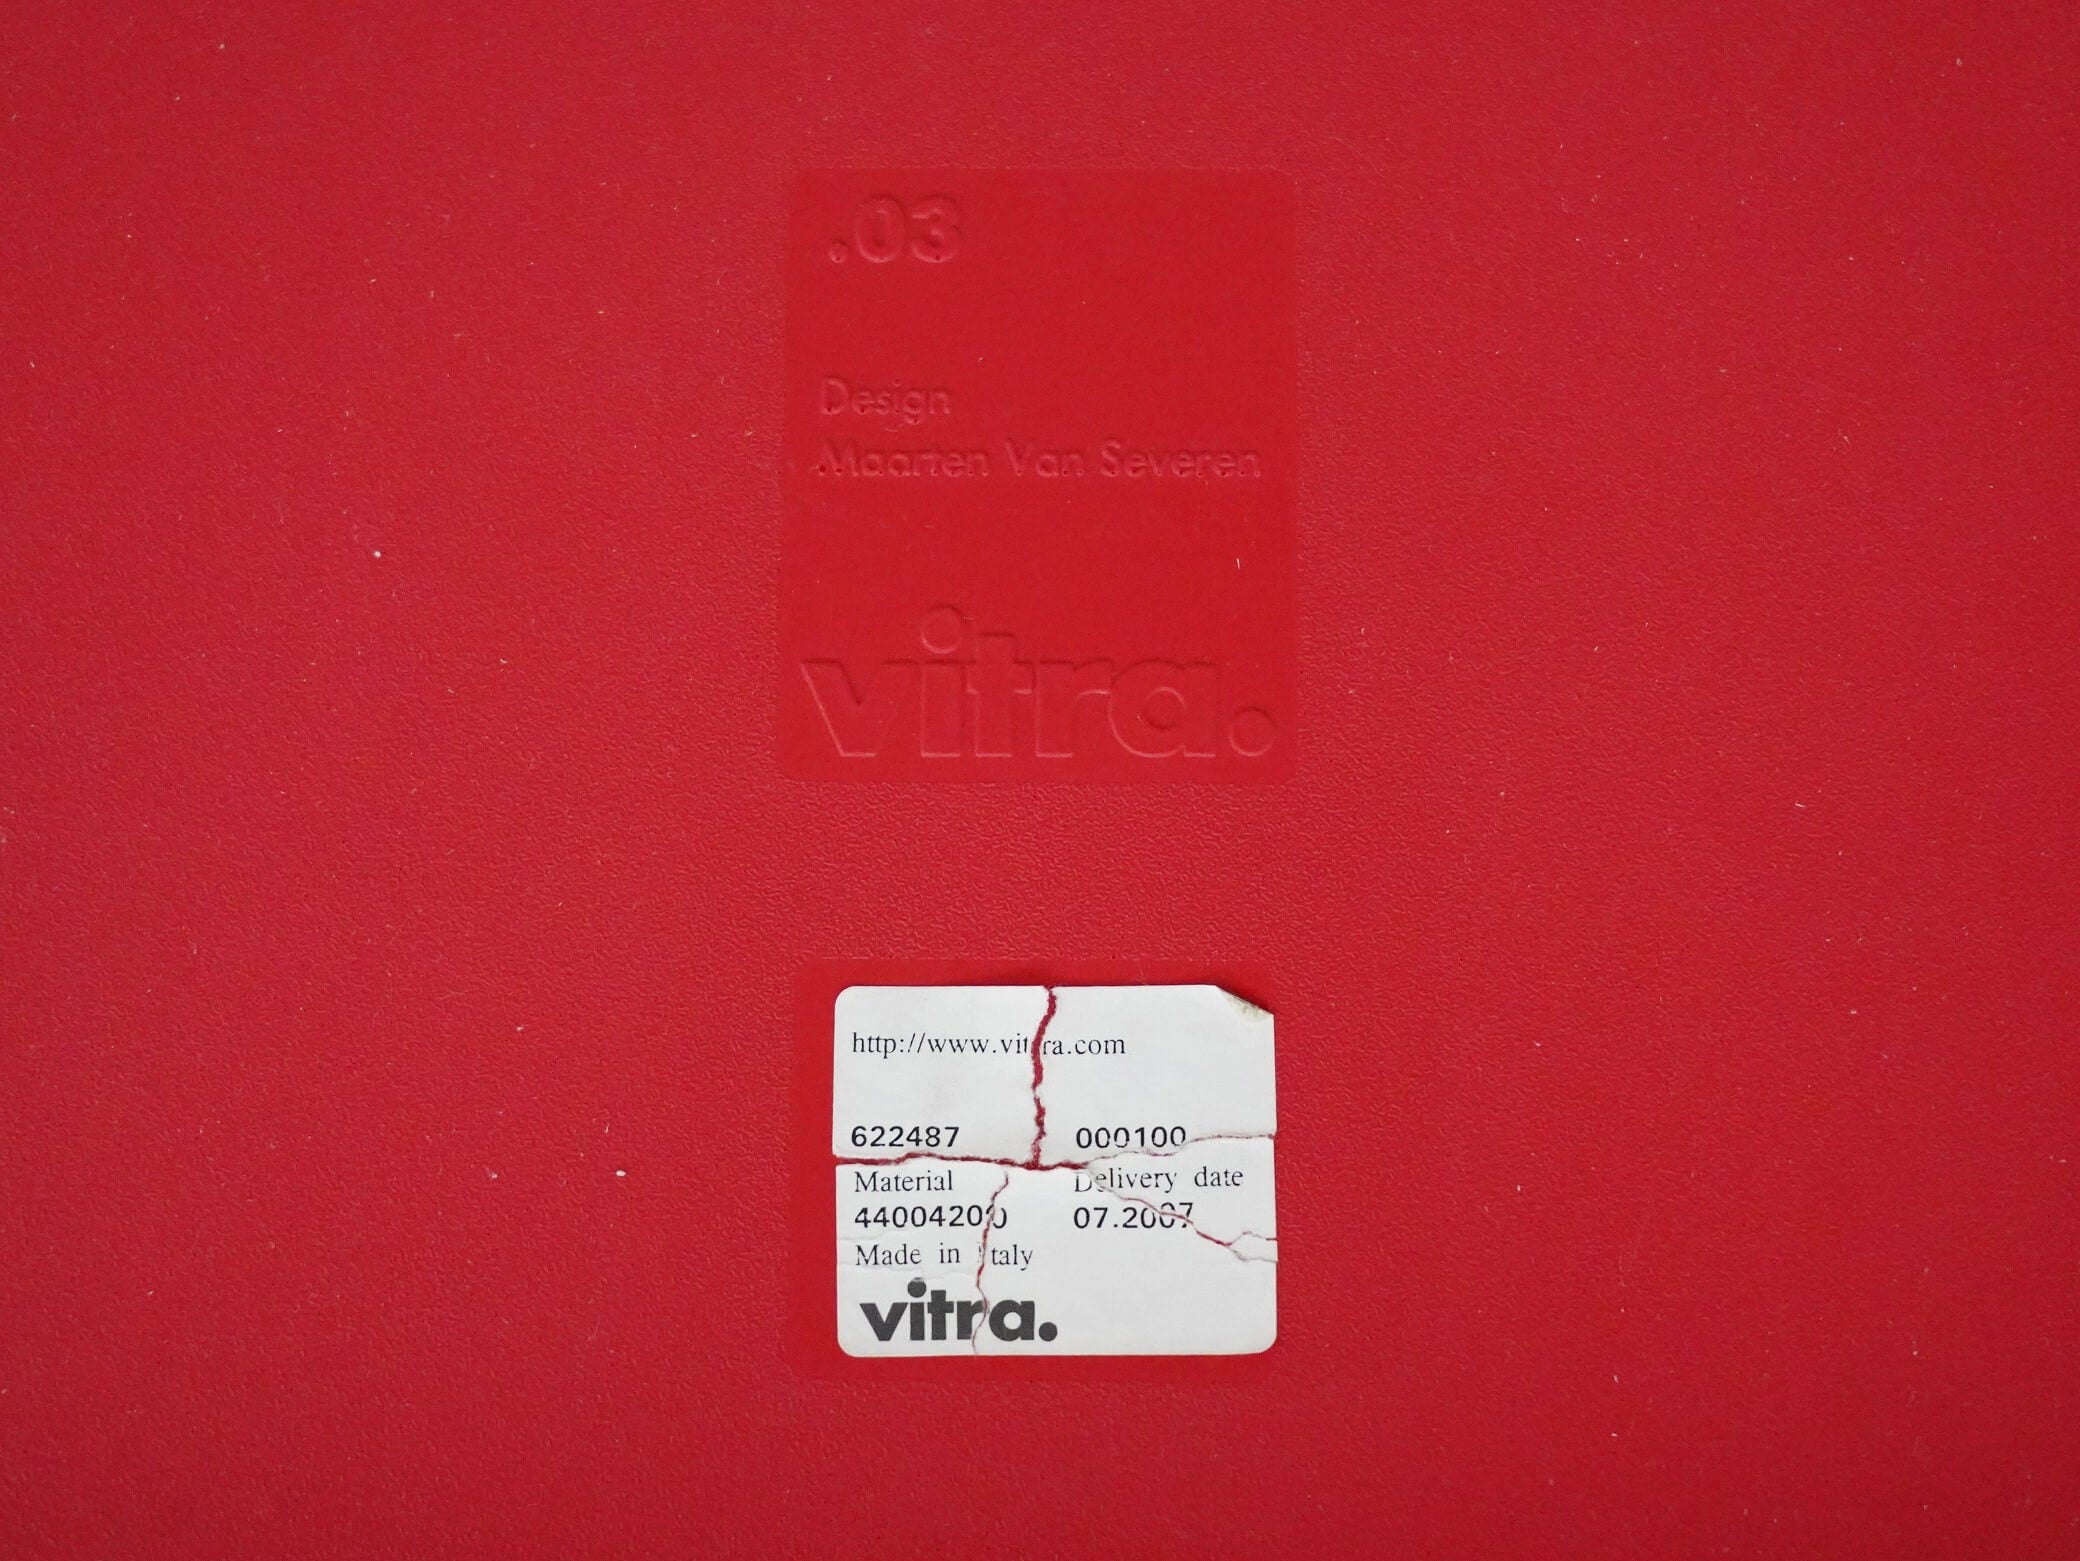 .03
Design
Maarten Van Severen
vitra.
http://www.vitra.com
622487 000100
Material Delivery date
44004200 07.2007
Made in Italy
vitra.